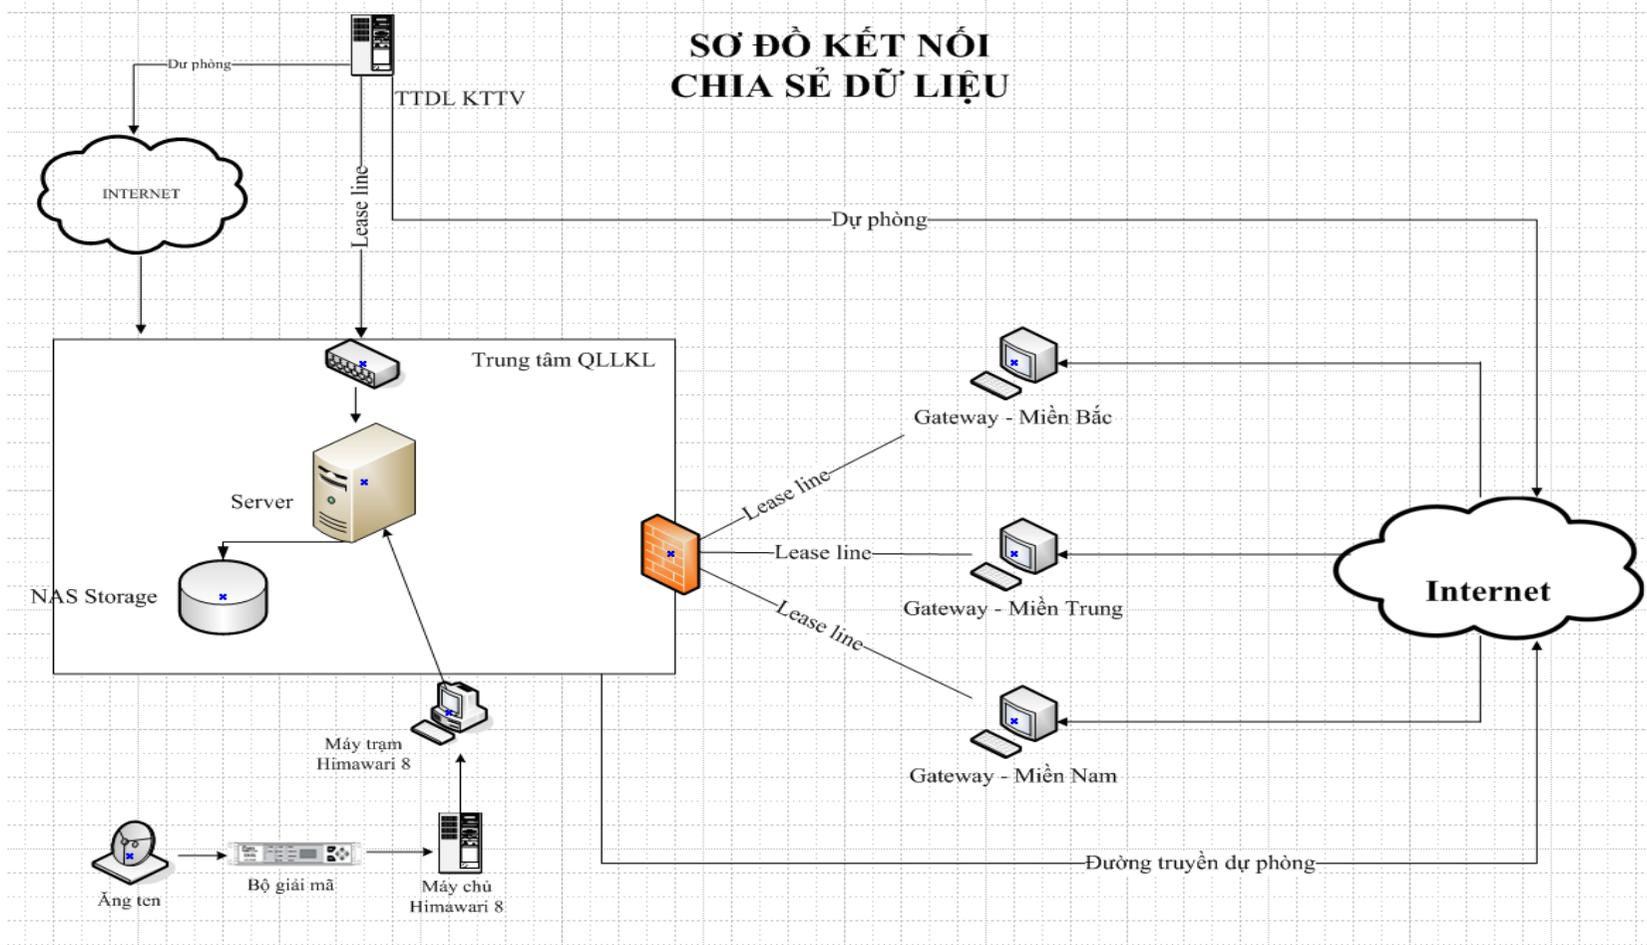 SƠ ĐỒ KẾT NỐI
CHIA SẺ DỮ LIỆU
Dự phòng
TTDL KTTV
INTERNET
Lease line
Dự phòng
Trung tâm QLLKL
Server
NAS Storage
Gateway - Miền Bắc
Lease line
Lease line
Gateway - Miền Trung
Lease line
Gateway - Miền Nam
Internet
Máy trạm
Himawari 8
Đường truyền dự phòng
Ăng ten
Bộ giải mã
Máy chủ
Himawari 8